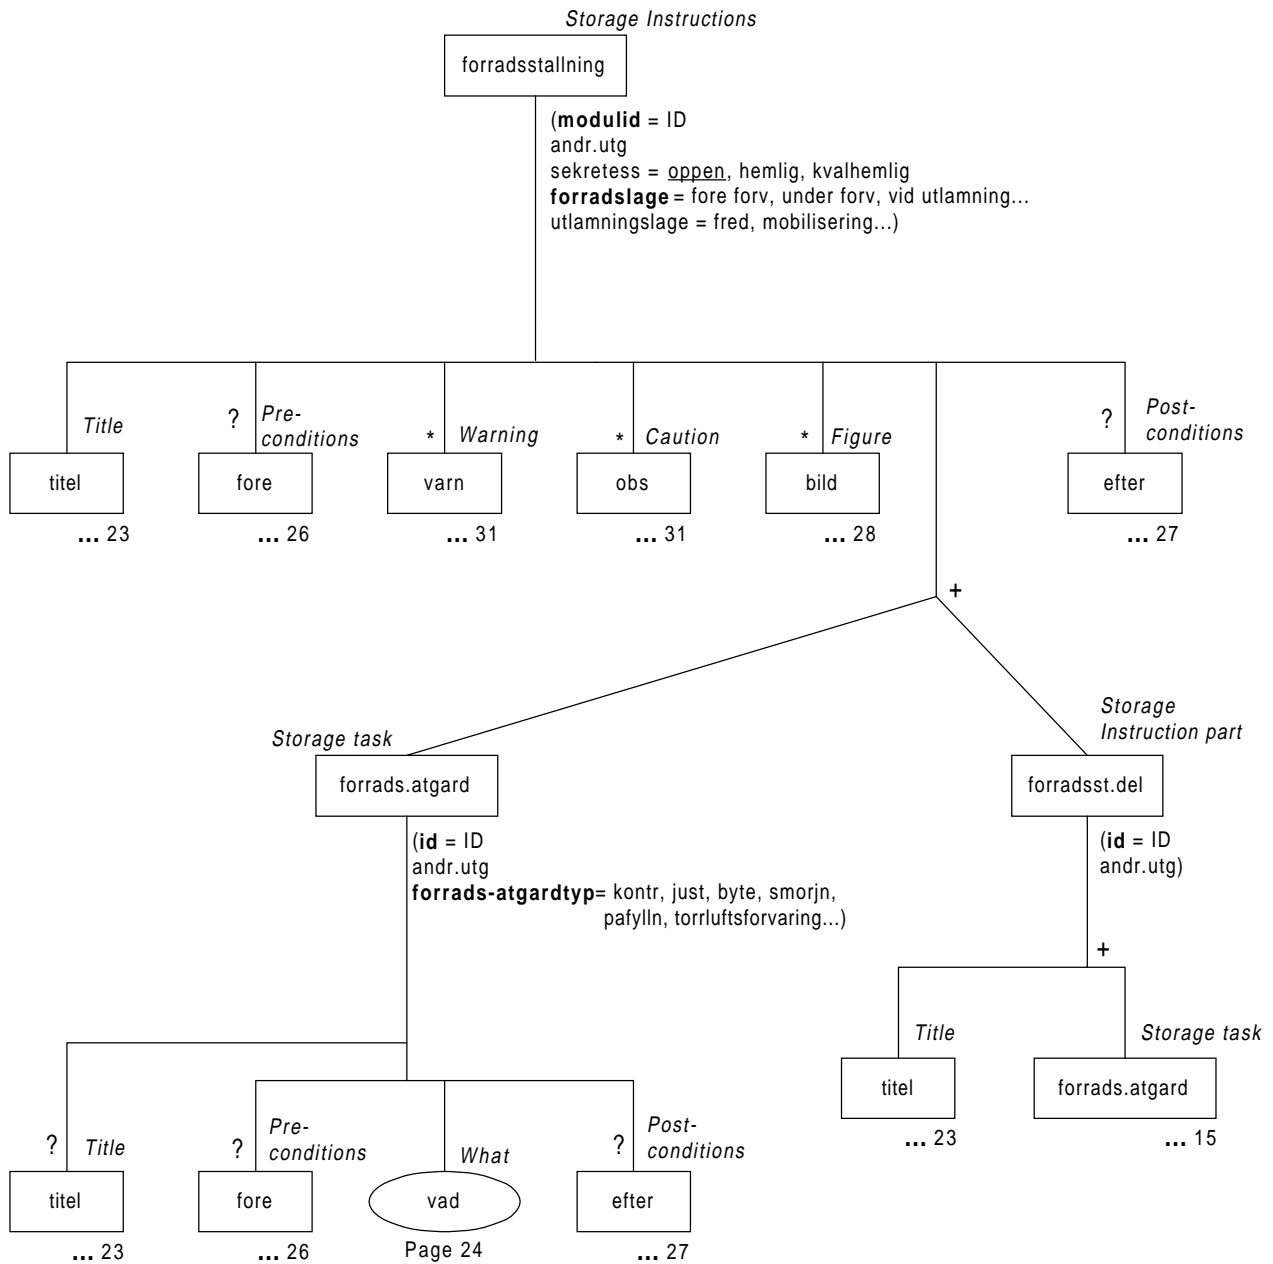 Storage Instructions
forradsstallning
(modulid = ID
andr.utg
sekretess = oppen, hemlig, kvalhemlig
forradslage = fore forv, under forv, vid utlamning...
utlamningslage = fred, mobilisering...)
Title
? Pre-
conditions
* Warning
* Caution
* Figure
? Post-
conditions
titel
fore
varn
obs
bild
efter
... 23
... 26
... 31
... 31
... 28
... 27
+
Storage task
forrads.atgard
(id = ID
andr.utg
forrads-atgardtyp= kontr, just, byte, smorjn,
pafylln, torrluftsforvaring...)
Storage
Instruction part
forradsst.del
(id = ID
andr.utg)
+
Title
Storage task
titel
forrads.atgard
... 23
... 15
? Title
? Pre-
conditions
What
? Post-
conditions
titel
fore
vad
efter
... 23
... 26
Page 24
... 27